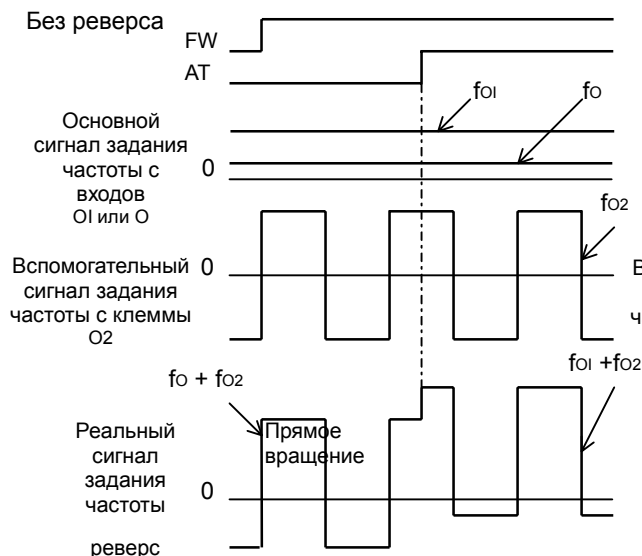 Без реверса
FW
AT
fOI
fO
Основной
сигнал задания
частоты с
входов
OI или O
0
fO2
Вспомогательный
сигнал задания
частоты с клеммы
O2
0
В
ч
fO + fO2
fOI +fO2
Прямое
вращение
Реальный
сигнал
задания
частоты
0
реверс